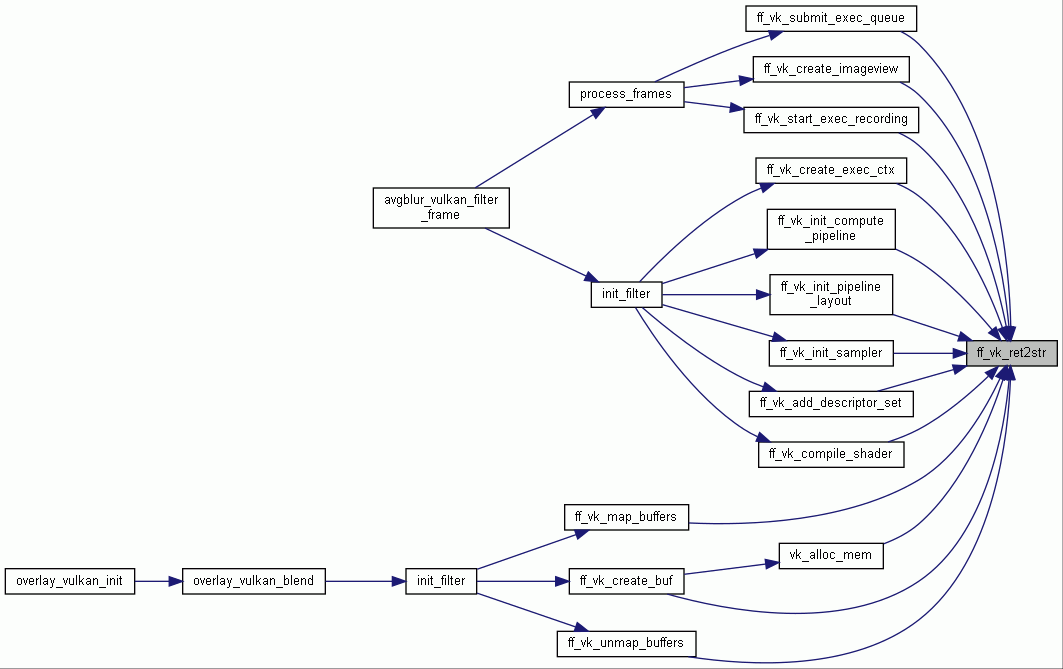 ff_vk_submit_exec_queue
ff_vk_create_imageview
process_frames
ff_vk_start_exec_recording
ff_vk_create_exec_ctx
avgblur_vulkan_filter
_frame
ff_vk_init_compute
_pipeline
init_filter
ff_vk_init_pipeline
_layout
ff_vk_init_sampler
ff_vk_ret2str
ff_vk_add_descriptor_set
ff_vk_compile_shader
ff_vk_map_buffers
vk_alloc_mem
overlay_vulkan_init
overlay_vulkan_blend
init_filter
ff_vk_create_buf
ff_vk_unmap_buffers